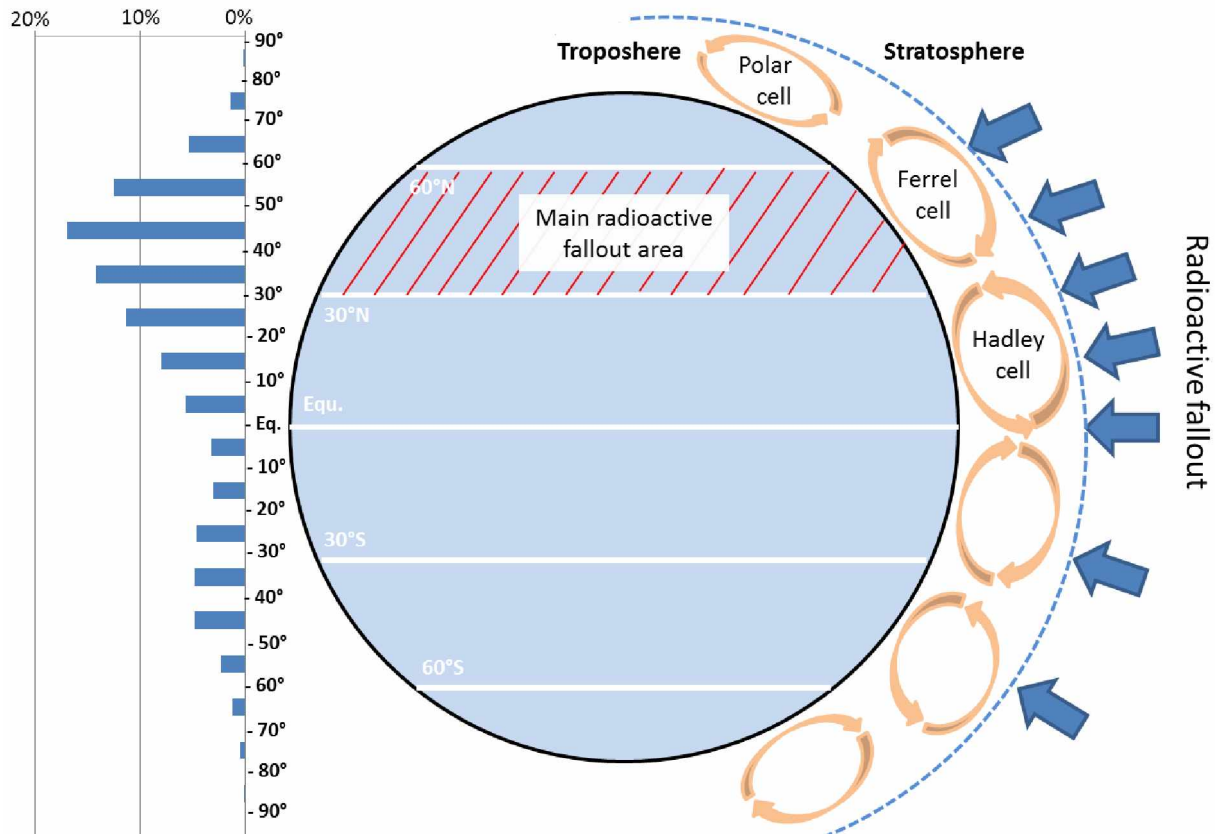 20%
10%
0%
- 90°
- 80°
- 70°
- 60°
- 50°
- 40°
- 30°
- 20°
- 10°
- Eq.
- 10°
- 20°
- 30°
- 40°
- 50°
- 60°
- 70°
- 80°
- 90°
Troposhere
Stratosphere
Polar
cell
Ferrel
cell
Hadley
cell
60°N
Main radioactive
fallout area
30°N
Equ.
30°S
60°S
Radioactive fallout